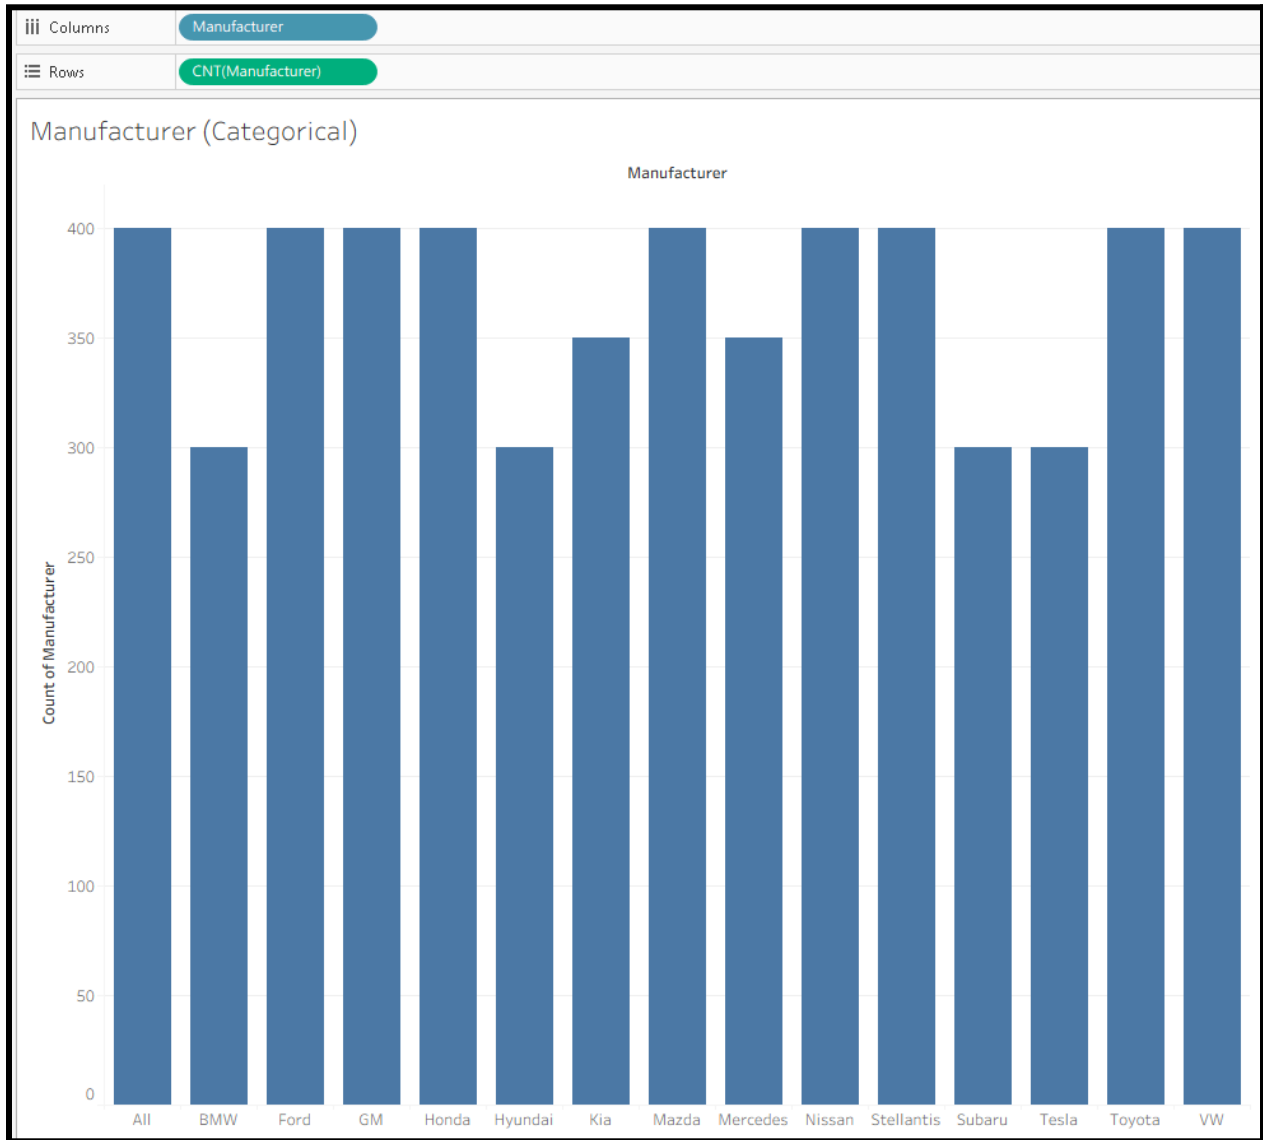 Columns Manufacturer
Rows CNT(Manufacturer)
Manufacturer (Categorical)
Manufacturer
400
350
300
250
200
150
100
50
0
Count of Manufacturer
All BMW Ford GM Honda Hyundai Kia Mazda Mercedes Nissan Stellantis Subaru Tesla Toyota VW